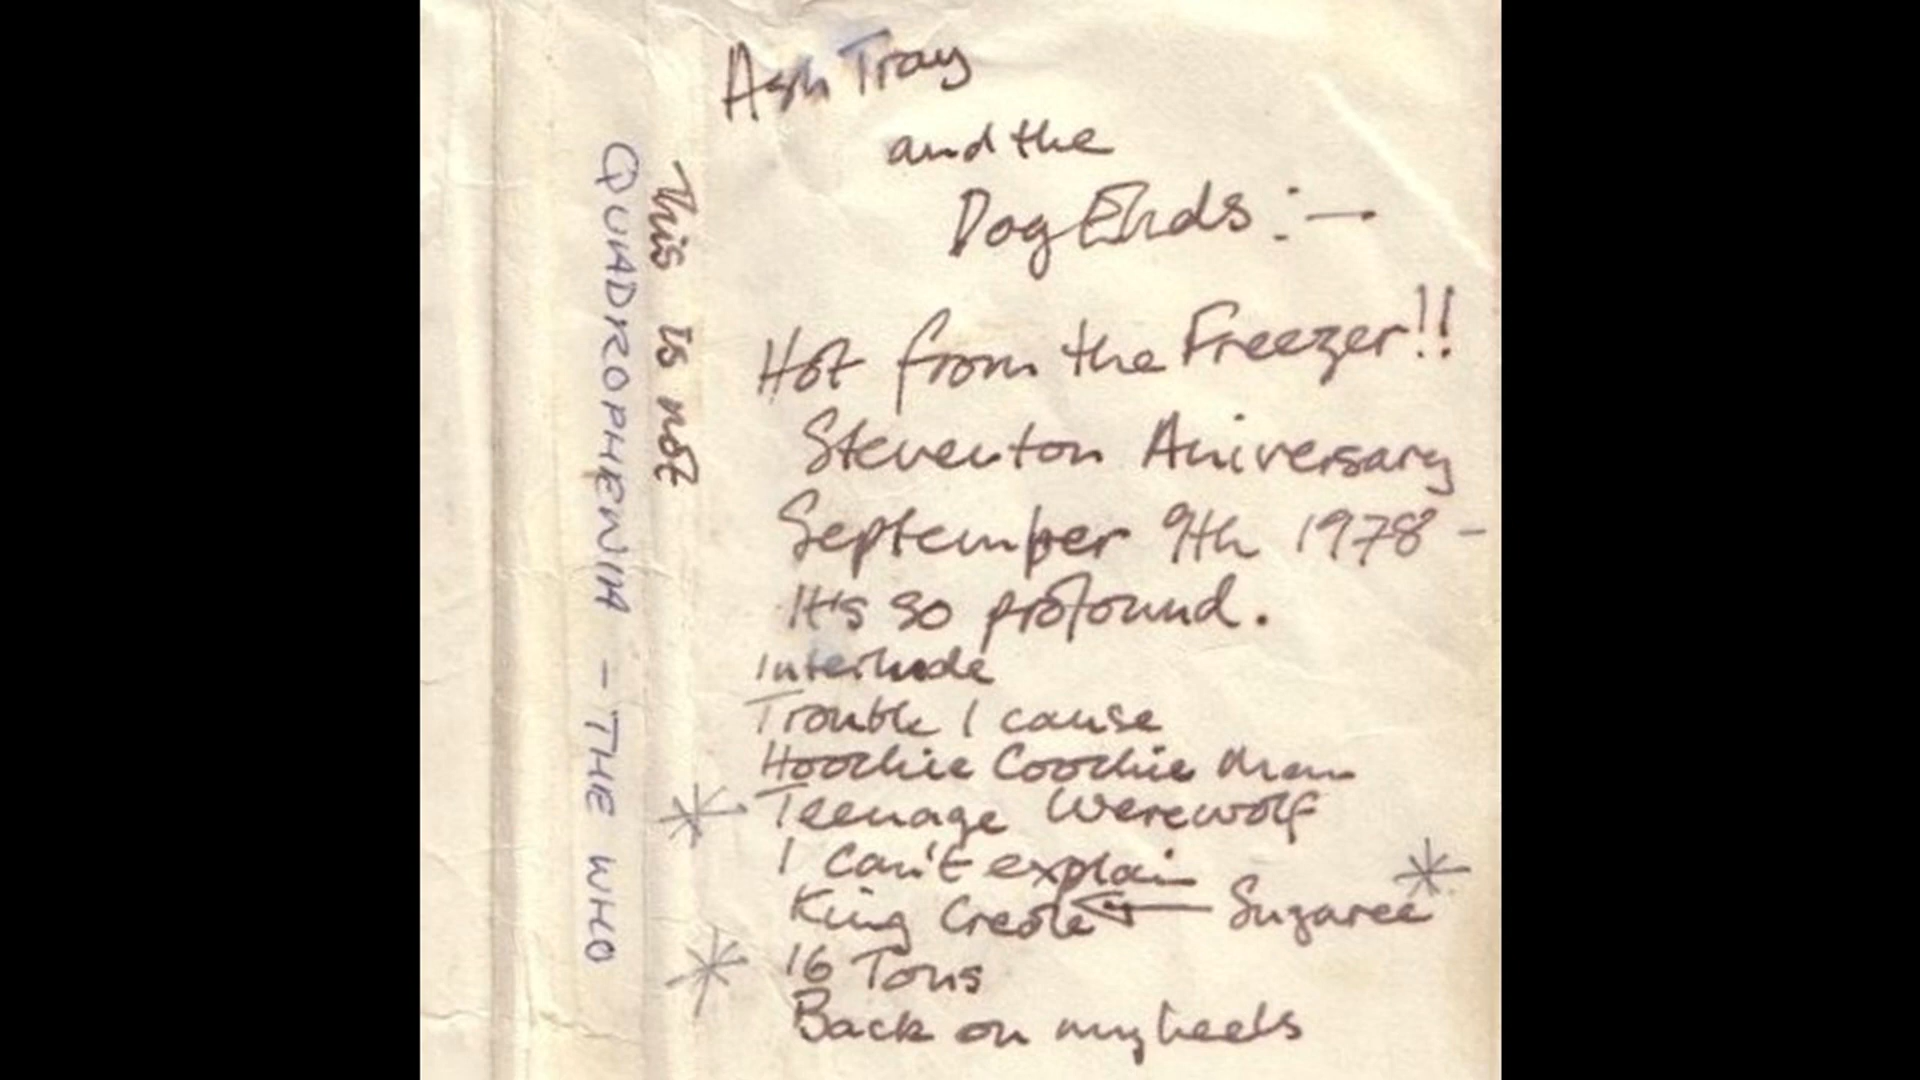 Ash Tray
and the
Dog Ends :—
Hot from the Freezer!!
Steventon Aniversary
September 9th 1978 -
It's so profound.
Interlude
Trouble I cause
Hoochie Coochie Man
* Teenage Werewolf
I can't explain
King Creole ← Sugaree *
* 16 Tons
Back on my heels
This is not
QUADROPHENIA - THE WHO